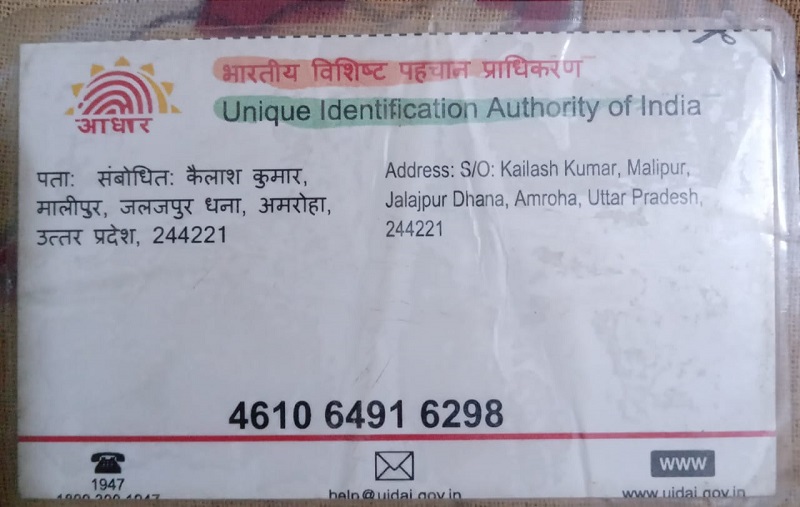 भारतीय विशिष्ट पहचान प्राधिकरण
Unique Identification Authority of India
आधार
पता: संबोधित: कैलाश कुमार,
मालीपुर, जलजपुर धना, अमरोहा,
उत्तर प्रदेश, 244221
Address: S/O: Kailash Kumar, Malipur,
Jalajpur Dhana, Amroha, Uttar Pradesh,
244221
4610 6491 6298
1947
help@uidai.gov.in
WWW
www.uidai.gov.in